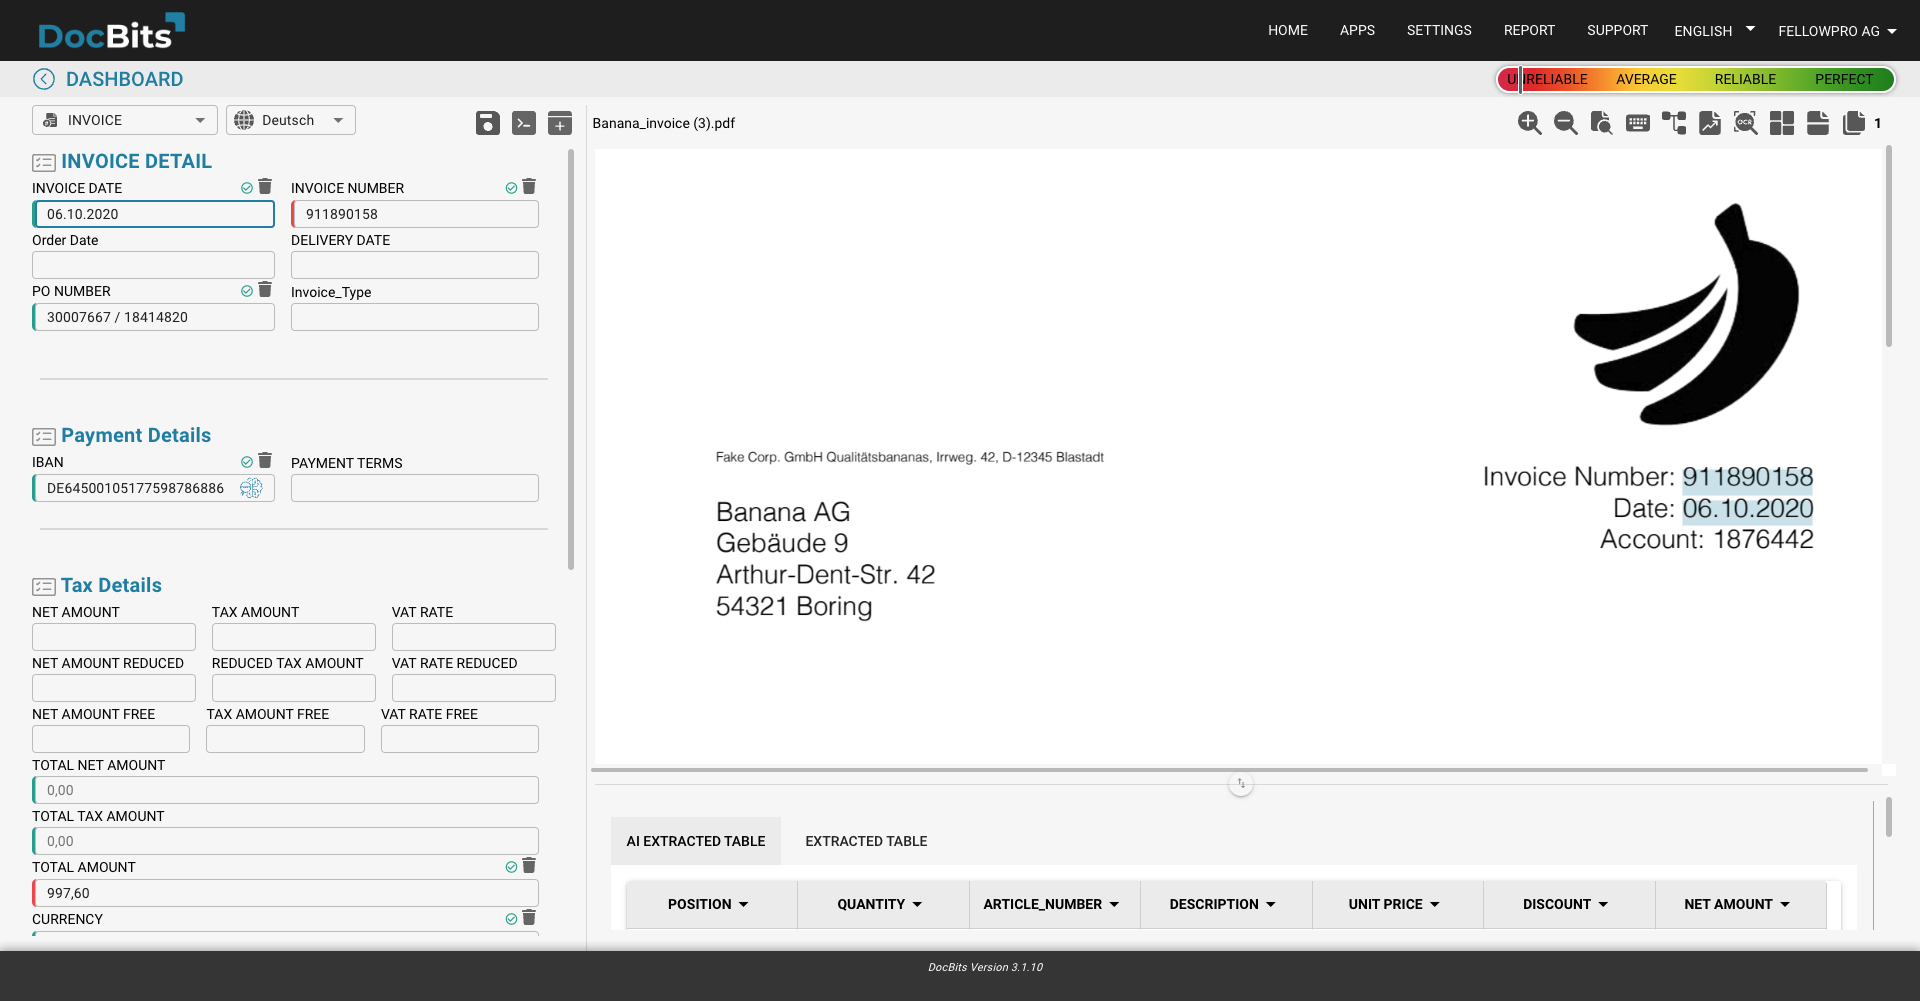 DocBits
HOME APPS SETTINGS REPORT SUPPORT ENGLISH FELLOWPRO AG
DASHBOARD
UNRELIABLE AVERAGE RELIABLE PERFECT
INVOICE Deutsch
Banana_invoice (3).pdf
OCR
1
INVOICE DETAIL
INVOICE DATE INVOICE NUMBER
06.10.2020 911890158
Order Date DELIVERY DATE
PO NUMBER Invoice_Type
30007667 / 18414820
Payment Details
IBAN PAYMENT TERMS
DE64500105177598786886
Tax Details
NET AMOUNT TAX AMOUNT VAT RATE
NET AMOUNT REDUCED REDUCED TAX AMOUNT VAT RATE REDUCED
NET AMOUNT FREE TAX AMOUNT FREE VAT RATE FREE
TOTAL NET AMOUNT
0,00
TOTAL TAX AMOUNT
0,00
TOTAL AMOUNT
997,60
CURRENCY
Fake Corp. GmbH Qualitätsbananas, Irrweg. 42, D-12345 Blastadt
Banana AG
Gebäude 9
Arthur-Dent-Str. 42
54321 Boring
Invoice Number: 911890158
Date: 06.10.2020
Account: 1876442
AI EXTRACTED TABLE EXTRACTED TABLE
POSITION QUANTITY ARTICLE_NUMBER DESCRIPTION UNIT PRICE DISCOUNT NET AMOUNT
DocBits Version 3.1.10